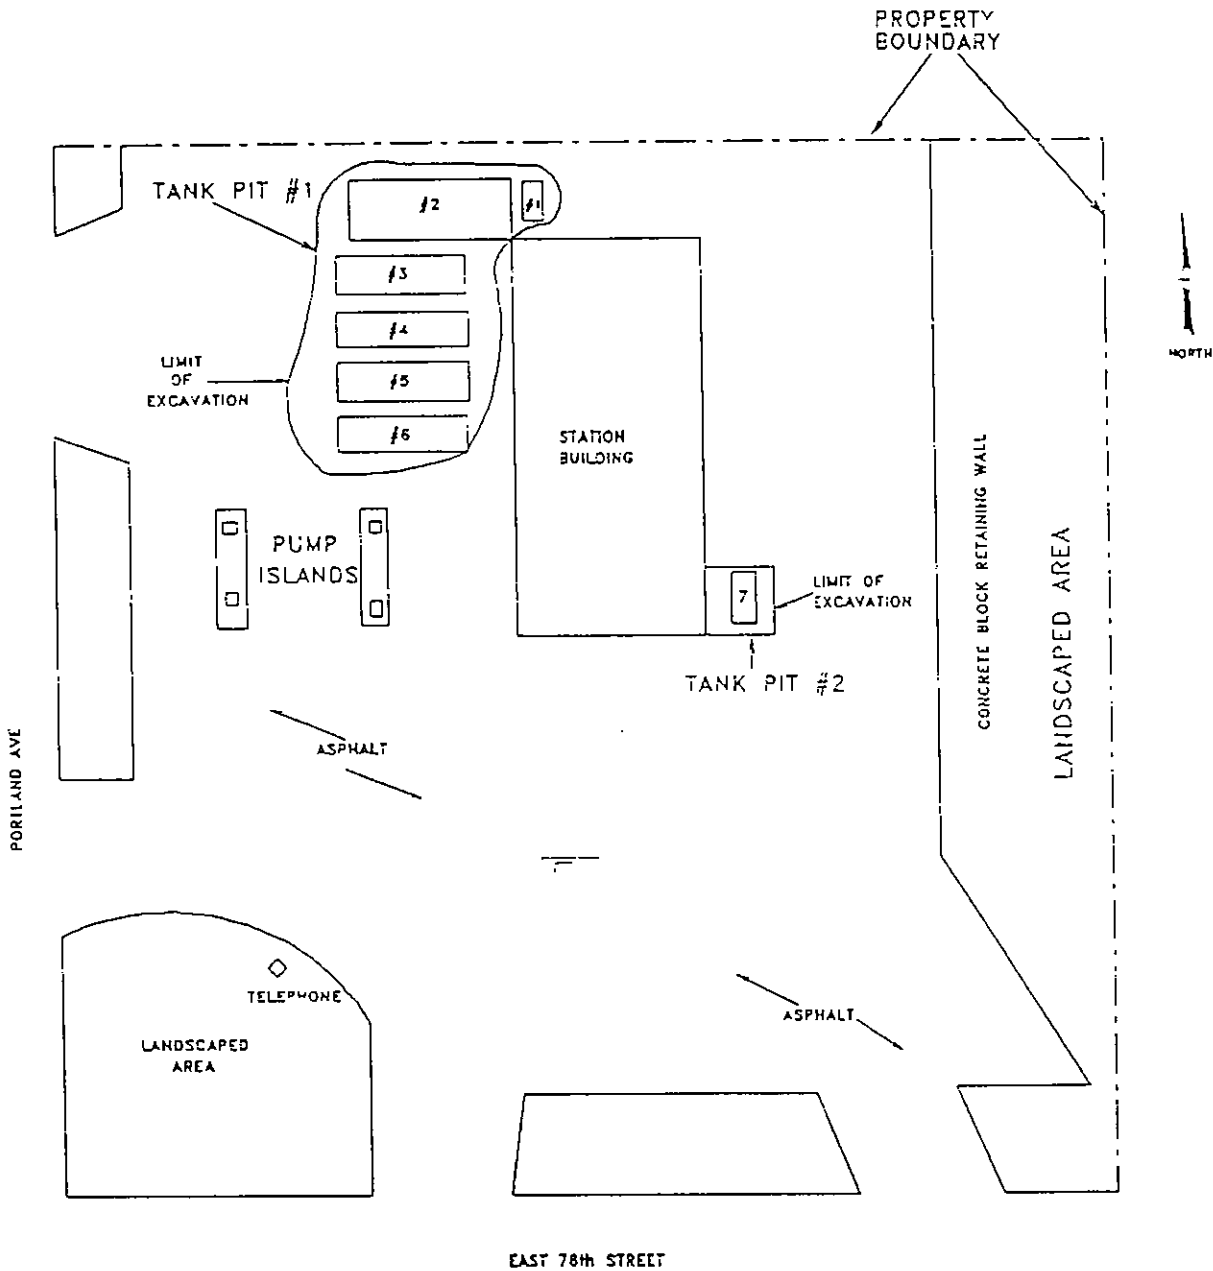 PROPERTY
BOUNDARY
TANK PIT #1
#2
#1
#3
#4
#5
#6
LIMIT
OF
EXCAVATION
NORTH
STATION
BUILDING
PUMP
ISLANDS
7
LIMIT OF
EXCAVATION
TANK PIT #2
CONCRETE BLOCK RETAINING WALL
LANDSCAPED AREA
ASPHALT
PORTLAND AVE
TELEPHONE
LANDSCAPED
AREA
ASPHALT
EAST 78th STREET